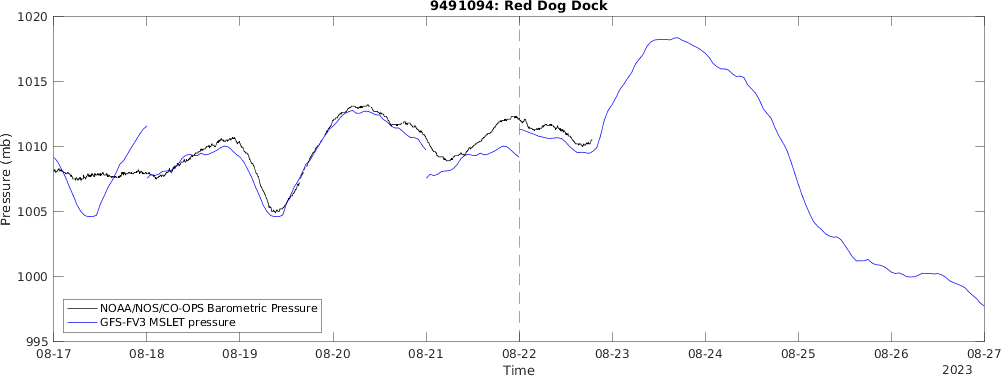 9491094: Red Dog Dock
Pressure (mb)
1020
1015
1010
1005
1000
995
NOAA/NOS/CO-OPS Barometric Pressure
GFS-FV3 MSLET pressure
08-17 08-18 08-19 08-20 08-21 08-22 08-23 08-24 08-25 08-26 08-27
Time
2023